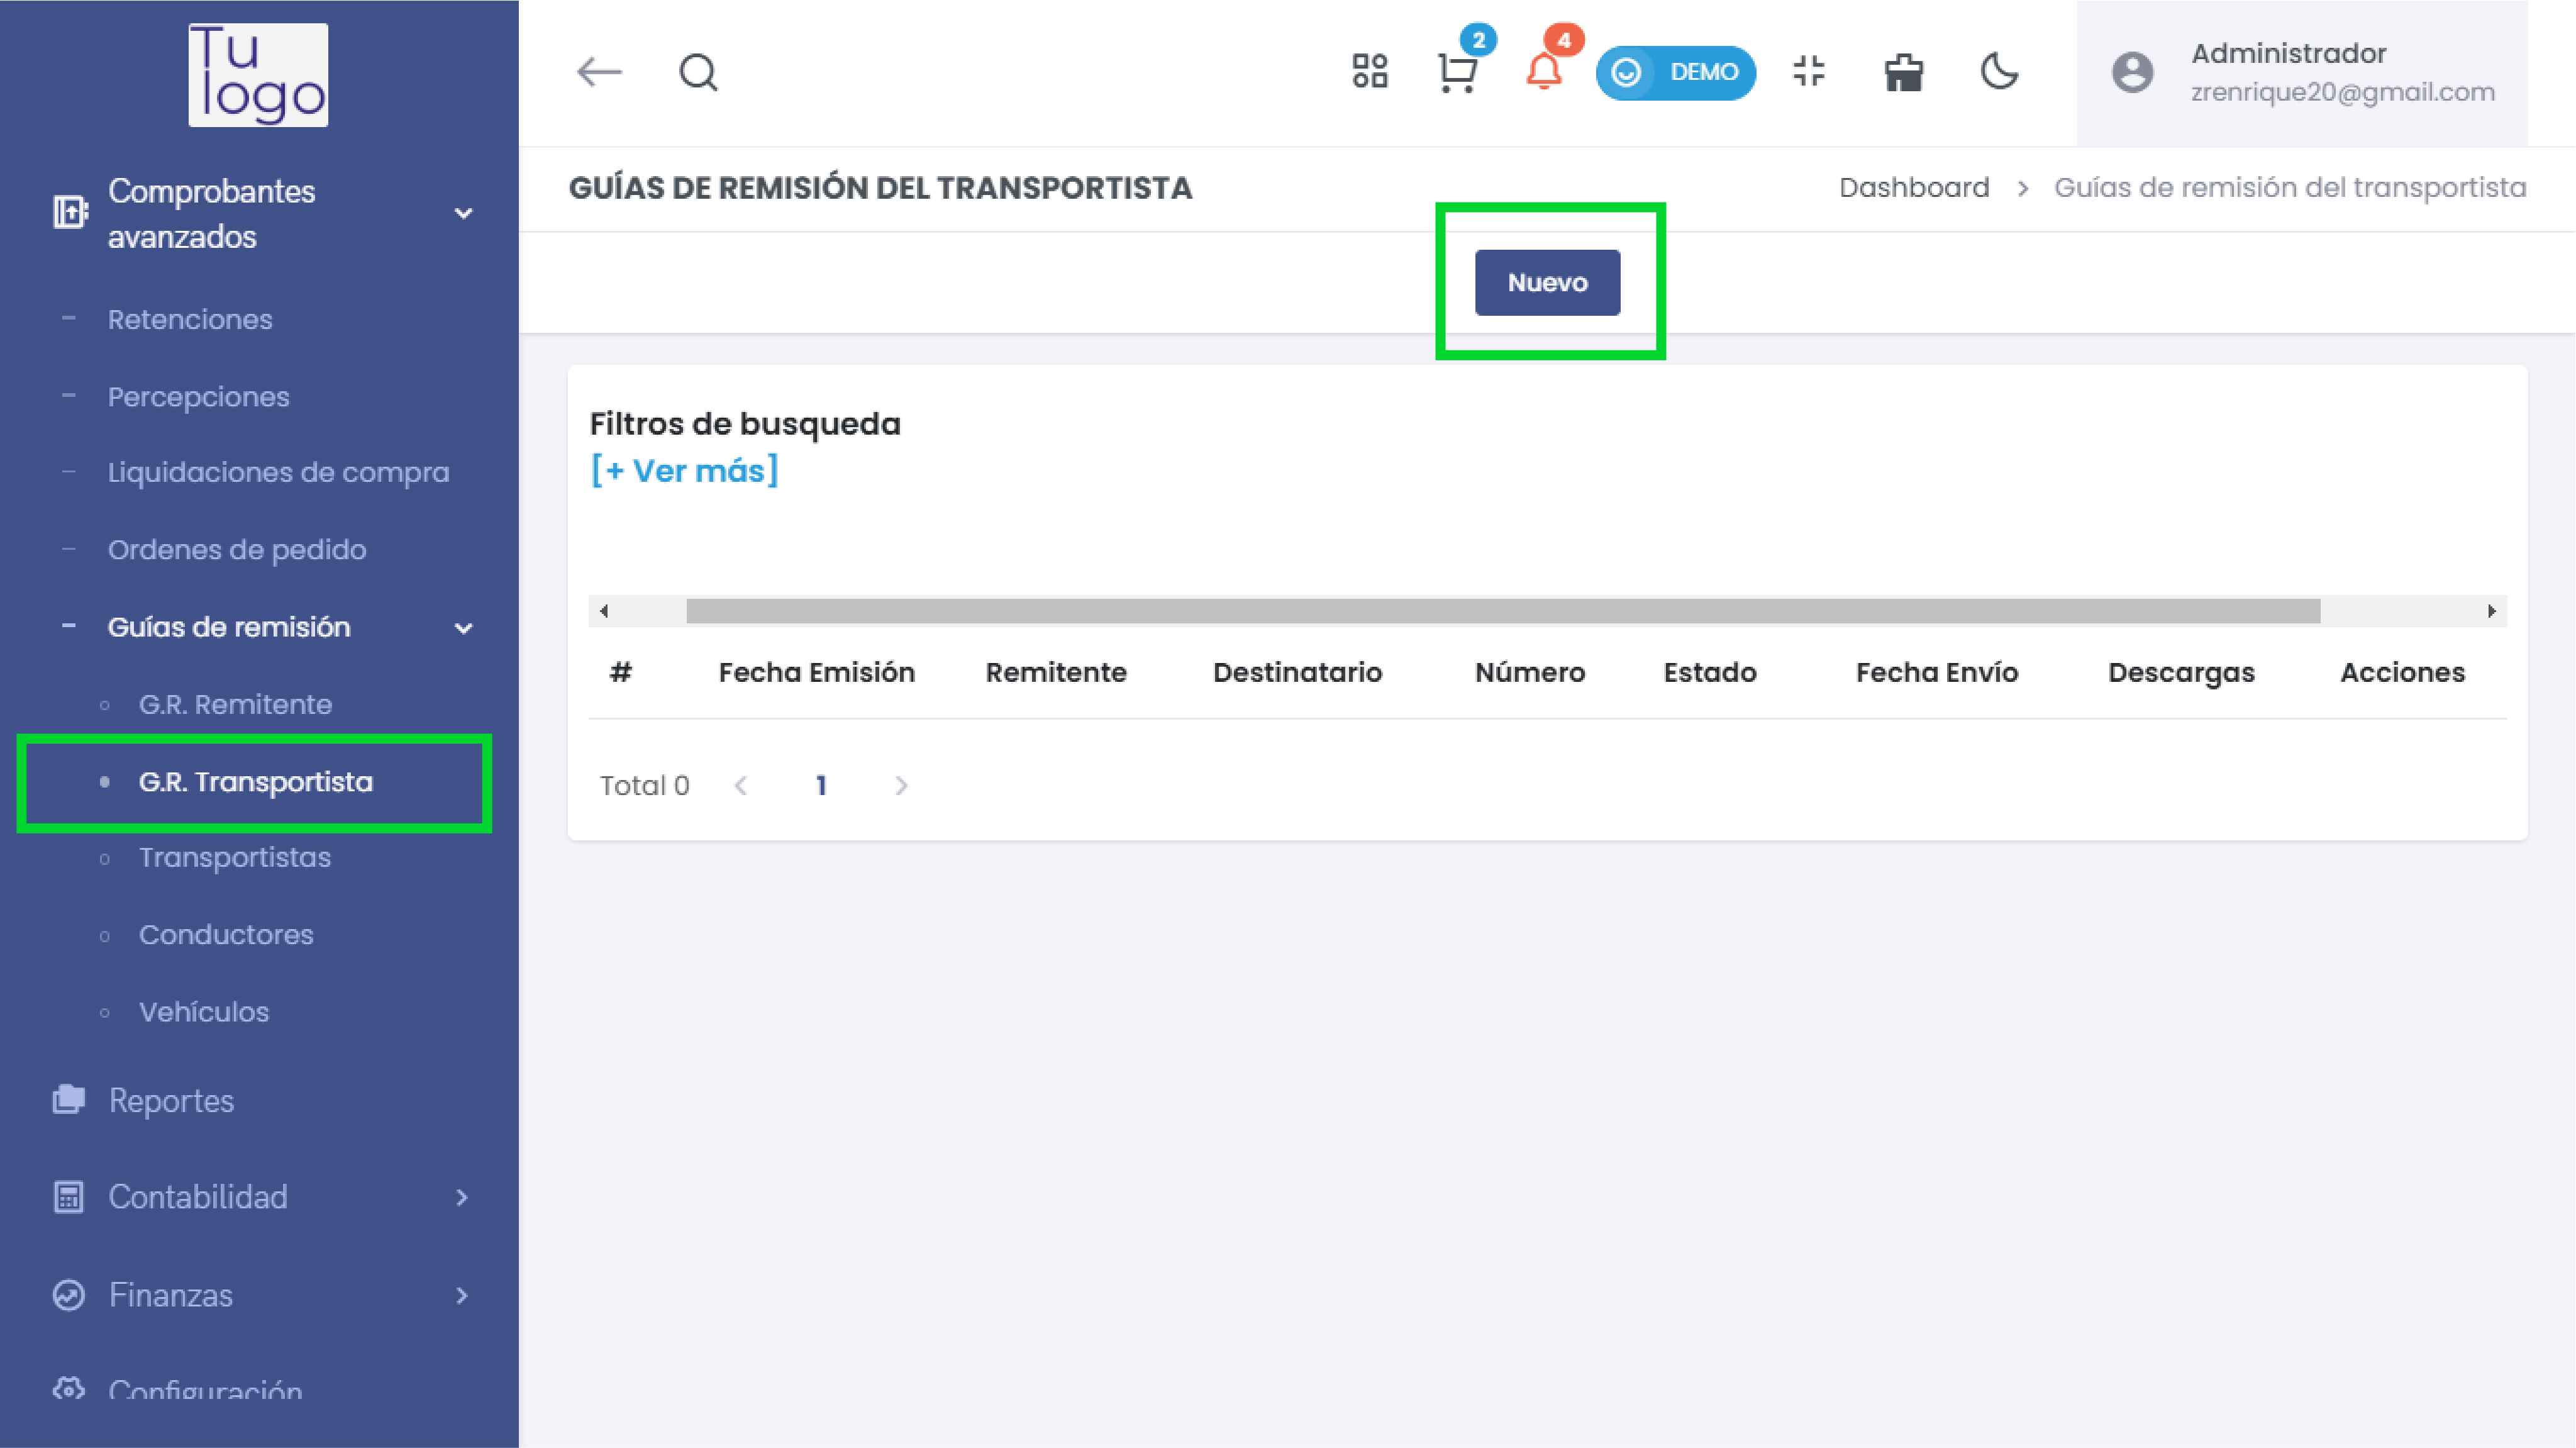 Tu
logo
Comprobantes
avanzados
Retenciones
Percepciones
Liquidaciones de compra
Ordenes de pedido
Guías de remisión
G.R. Remitente
G.R. Transportista
Transportistas
Conductores
Vehículos
Reportes
Contabilidad
Finanzas
Configuración
2
4
DEMO
Administrador
zrenrique20@gmail.com
GUÍAS DE REMISIÓN DEL TRANSPORTISTA
Dashboard > Guías de remisión del transportista
Nuevo
Filtros de busqueda
[+ Ver más]
# Fecha Emisión Remitente Destinatario Número Estado Fecha Envío Descargas Acciones
Total 0 < 1 >